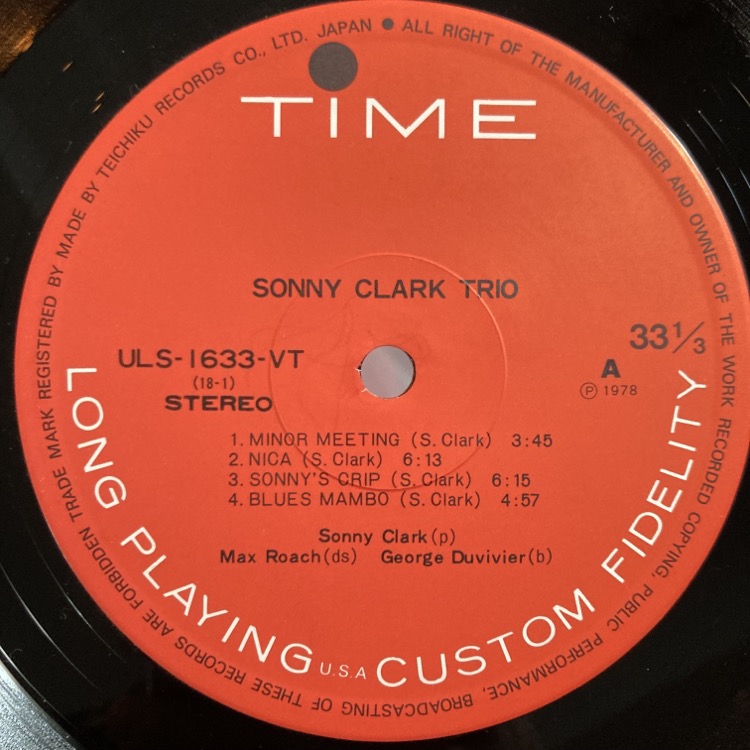 TIME
SONNY CLARK TRIO
ULS-1633-VT
(18-1)
STEREO
33 1/3
A
Ⓟ 1978
1. MINOR MEETING (S. Clark) 3:45
2. NICA (S. Clark) 6:13
3. SONNY'S CRIP (S. Clark) 6:15
4. BLUES MAMBO (S. Clark) 4:57
Sonny Clark(p)
Max Roach(ds) George Duvivier(b)
LONG PLAYING U.S.A CUSTOM FIDELITY
TRADE MARK REGISTERED BY MADE BY TEICHIKU RECORDS CO., LTD. JAPAN ● ALL RIGHT OF THE MANUFACTURER AND OWNER OF THE WORK RECORDED COPYING, PUBLIC PERFORMANCE, BROADCASTING OF THESE RECORDS ARE FORBIDDEN